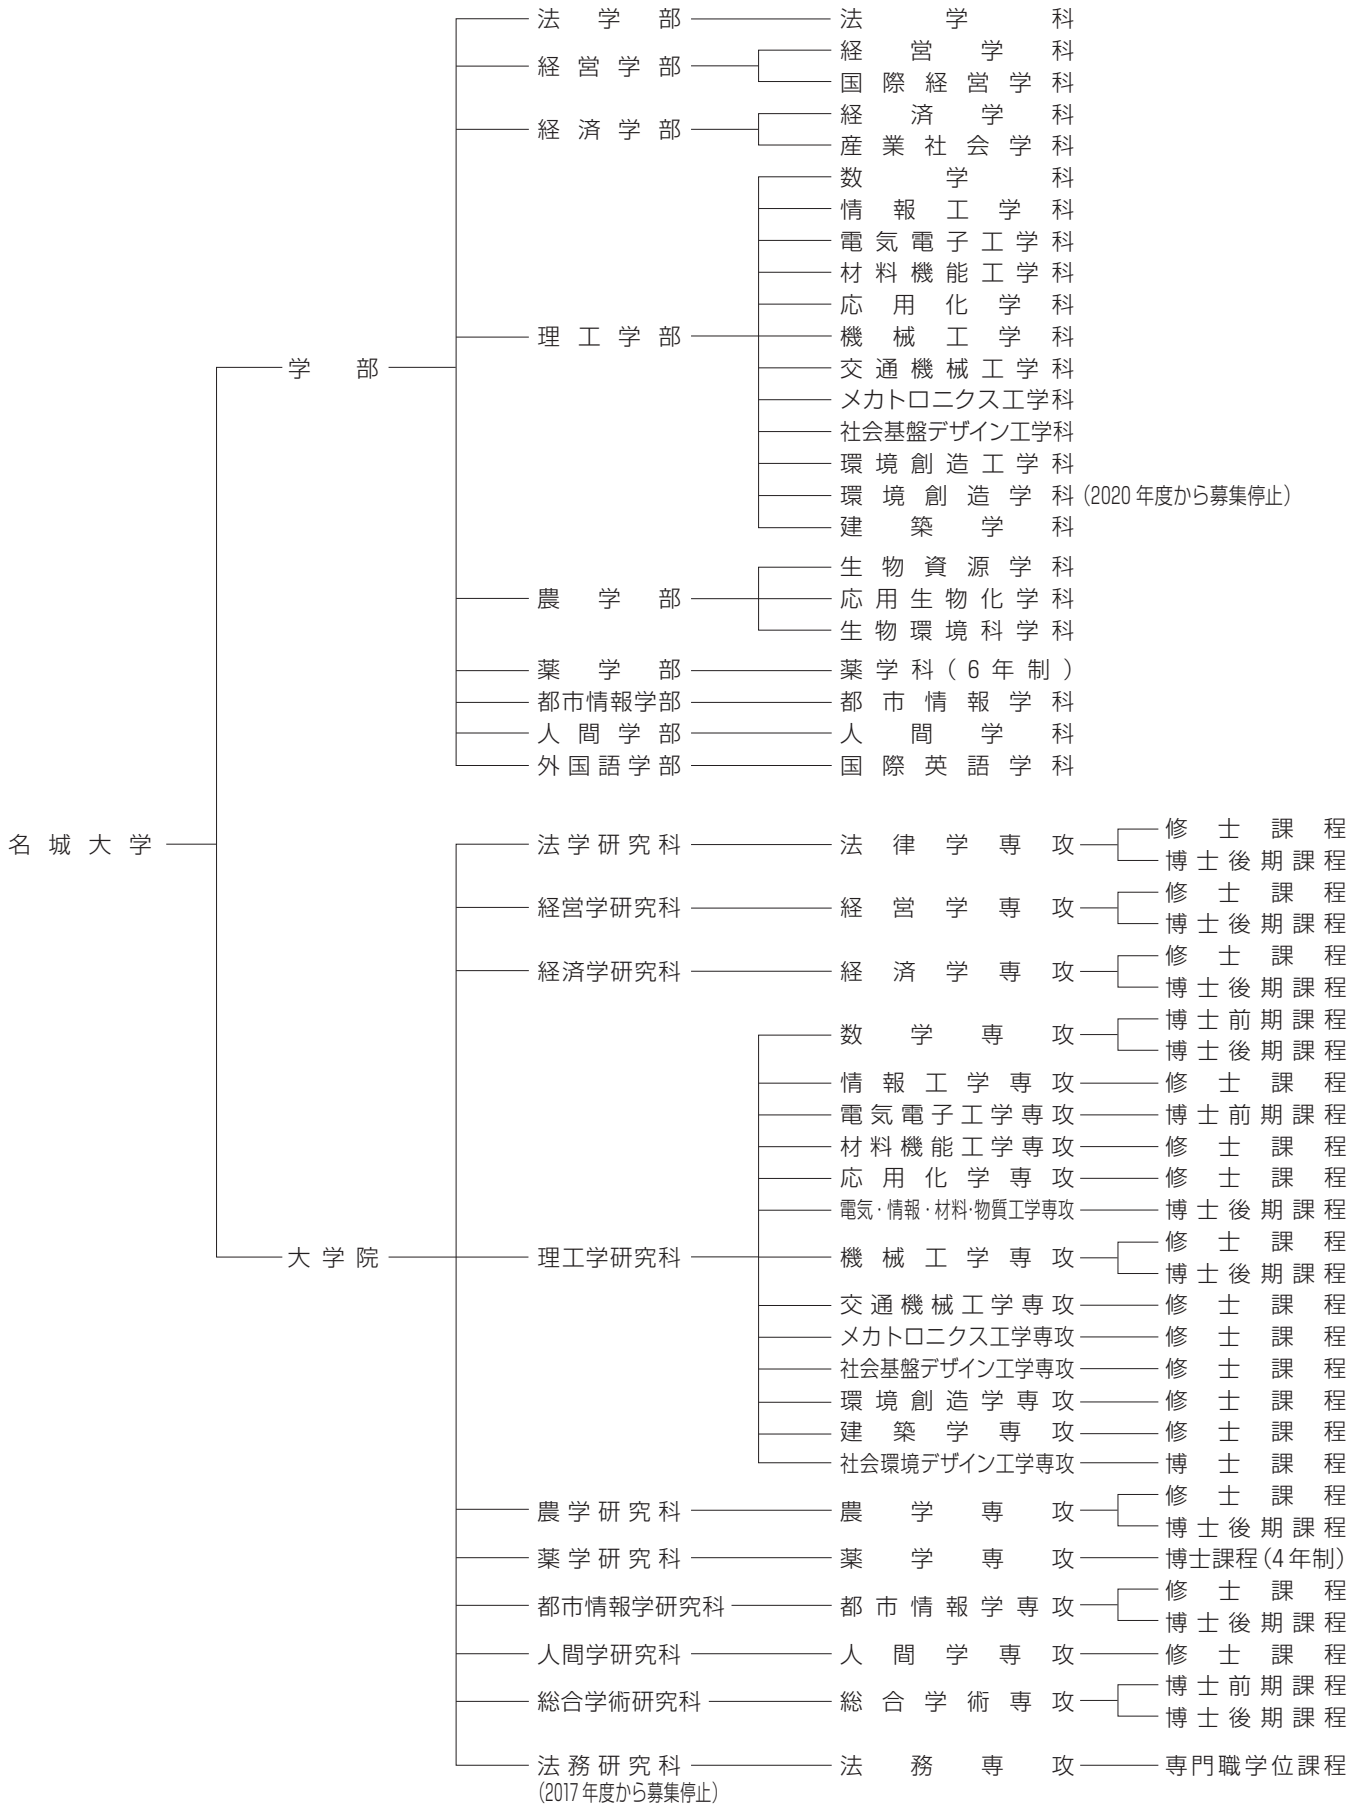 法学部 法学科
経営学部 経営学科
国際経営学科
経済学部 経済学科
産業社会学科
数学科
情報工学科
電気電子工学科
材料機能工学科
応用化学科
理工学部 機械工学科
学部 交通機械工学科
メカトロニクス工学科
社会基盤デザイン工学科
環境創造工学科
環境創造学科(2020年度から募集停止)
建築学科
生物資源学科
農学部 応用生物化学科
生物環境科学科
薬学部 薬学科(6年制)
都市情報学部 都市情報学科
人間学部 人間学科
外国語学部 国際英語学科
名城大学 法学研究科 法律学専攻 修士課程
博士後期課程
経営学研究科 経営学専攻 修士課程
博士後期課程
経済学研究科 経済学専攻 修士課程
博士後期課程
数学専攻 博士前期課程
博士後期課程
情報工学専攻 修士課程
電気電子工学専攻 博士前期課程
材料機能工学専攻 修士課程
応用化学専攻 修士課程
電気・情報・材料・物質工学専攻 博士後期課程
大学院 理工学研究科 機械工学専攻 修士課程
博士後期課程
交通機械工学専攻 修士課程
メカトロニクス工学専攻 修士課程
社会基盤デザイン工学専攻 修士課程
環境創造学専攻 修士課程
建築学専攻 修士課程
社会環境デザイン工学専攻 博士課程
農学研究科 農学専攻 修士課程
博士後期課程
薬学研究科 薬学専攻 博士課程(4年制)
都市情報学研究科 都市情報学専攻 修士課程
博士後期課程
人間学研究科 人間学専攻 修士課程
総合学術研究科 総合学術専攻 博士前期課程
博士後期課程
法務研究科 法務専攻 専門職学位課程
(2017年度から募集停止)